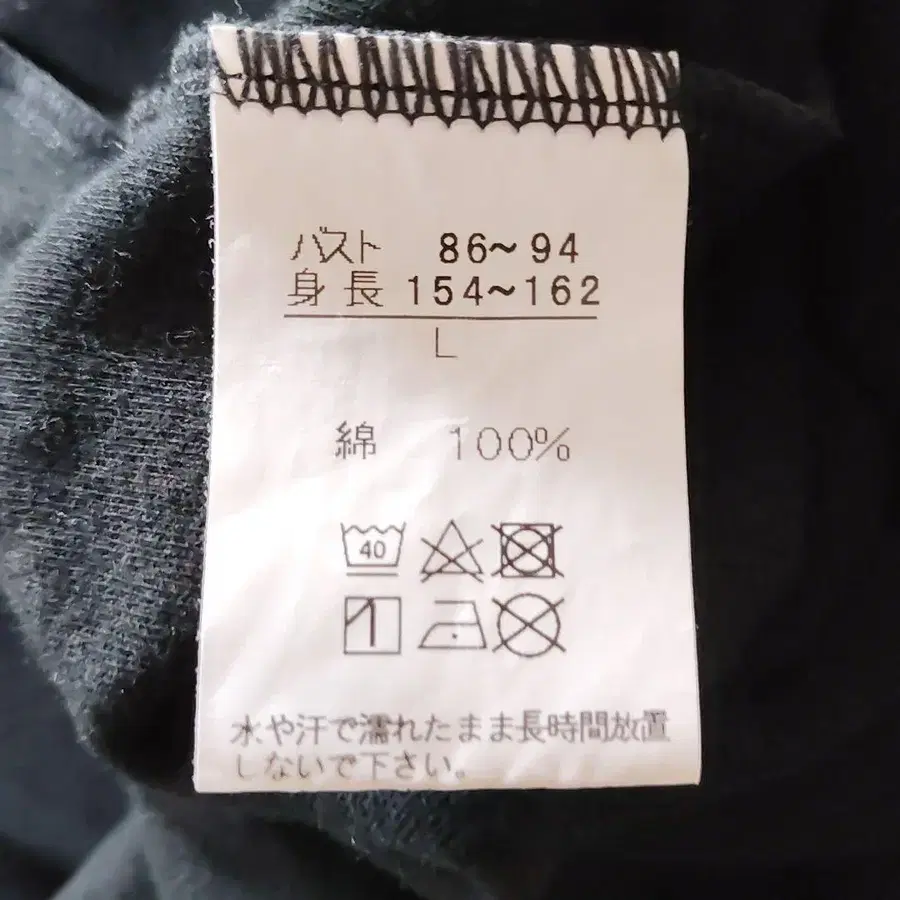 バスト 86〜94
身長 154〜162
L
綿 100%
40
水や汗で濡れたまま長時間放置
しないで下さい。